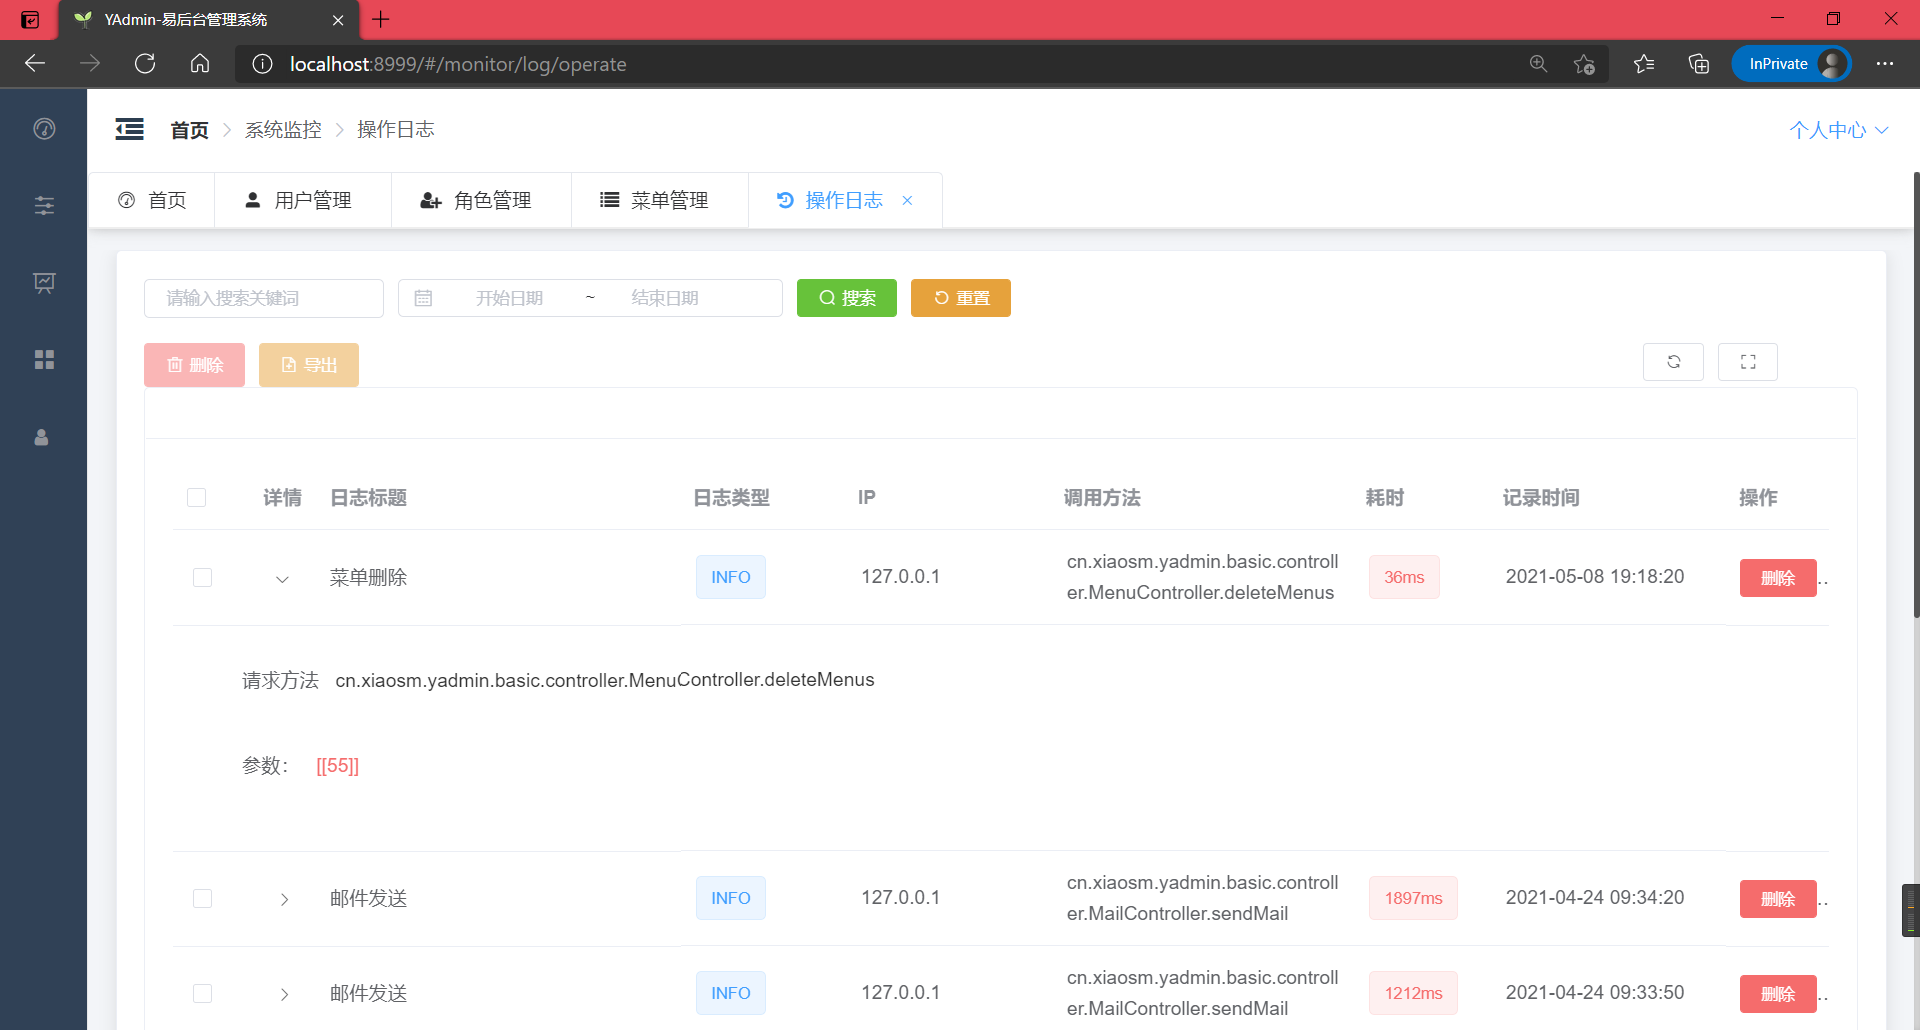 YAdmin-易后台管理系统
localhost:8999/#/monitor/log/operate
InPrivate
首页 系统监控 操作日志
个人中心
首页 用户管理 角色管理 菜单管理 操作日志
请输入搜索关键词 开始日期 ~ 结束日期 搜索 重置
删除 导出
详情 日志标题 日志类型 IP 调用方法 耗时 记录时间 操作
菜单删除 INFO 127.0.0.1 cn.xiaosm.yadmin.basic.controll 36ms 2021-05-08 19:18:20 删除 ..
er.MenuController.deleteMenus
请求方法 cn.xiaosm.yadmin.basic.controller.MenuController.deleteMenus
参数： [[55]]
邮件发送 INFO 127.0.0.1 cn.xiaosm.yadmin.basic.controll 1897ms 2021-04-24 09:34:20 删除 ..
er.MailController.sendMail
邮件发送 INFO 127.0.0.1 cn.xiaosm.yadmin.basic.controll 1212ms 2021-04-24 09:33:50 删除 ..
er.MailController.sendMail